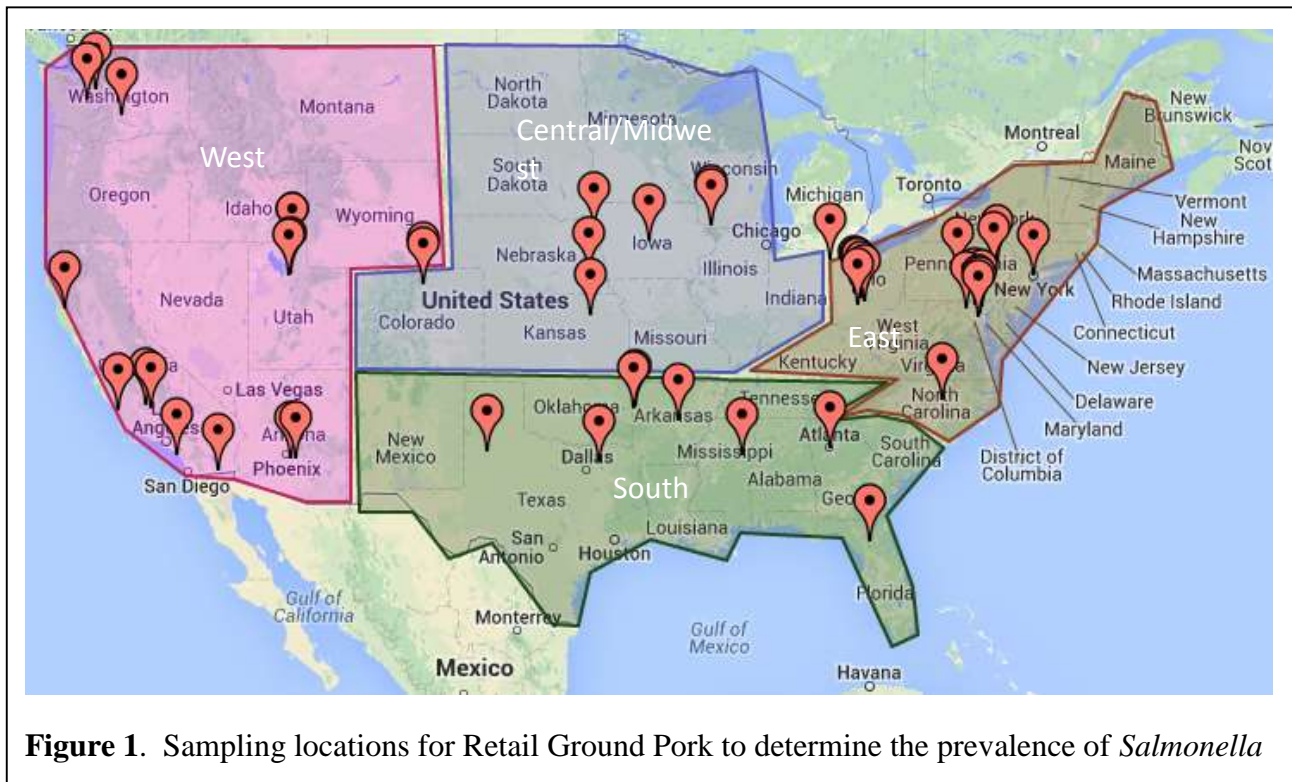 North
Dakota
Montana
Washington
Minnesota
Central/Midwe
st
West
South
Dakota
Wisconsin
Oregon
Idaho
Wyoming
Michigan
Toronto
Montreal
Maine
New
Brunswick
Nov
Scot
Vermont
New
Hampshire
Massachusetts
Rhode Island
Connecticut
New Jersey
Delaware
Maryland
District of
Columbia
Chicago
Iowa
Nebraska
Illinois
Indiana
New York
United States
Nevada
Utah
Colorado
Kansas
Missouri
East
West
Virginia
Kentucky
Virginia
North
Carolina
Las Vegas
Phoenix
San Diego
New
Mexico
Oklahoma
Arkansas
Tennessee
Dallas
Mississippi
Atlanta
South
Carolina
Alabama
Texas
South
Louisiana
San
Antonio
Houston
Florida
Gulf of
California
Monterrey
Gulf of
Mexico
Mexico
Havana
Figure 1. Sampling locations for Retail Ground Pork to determine the prevalence of Salmonella